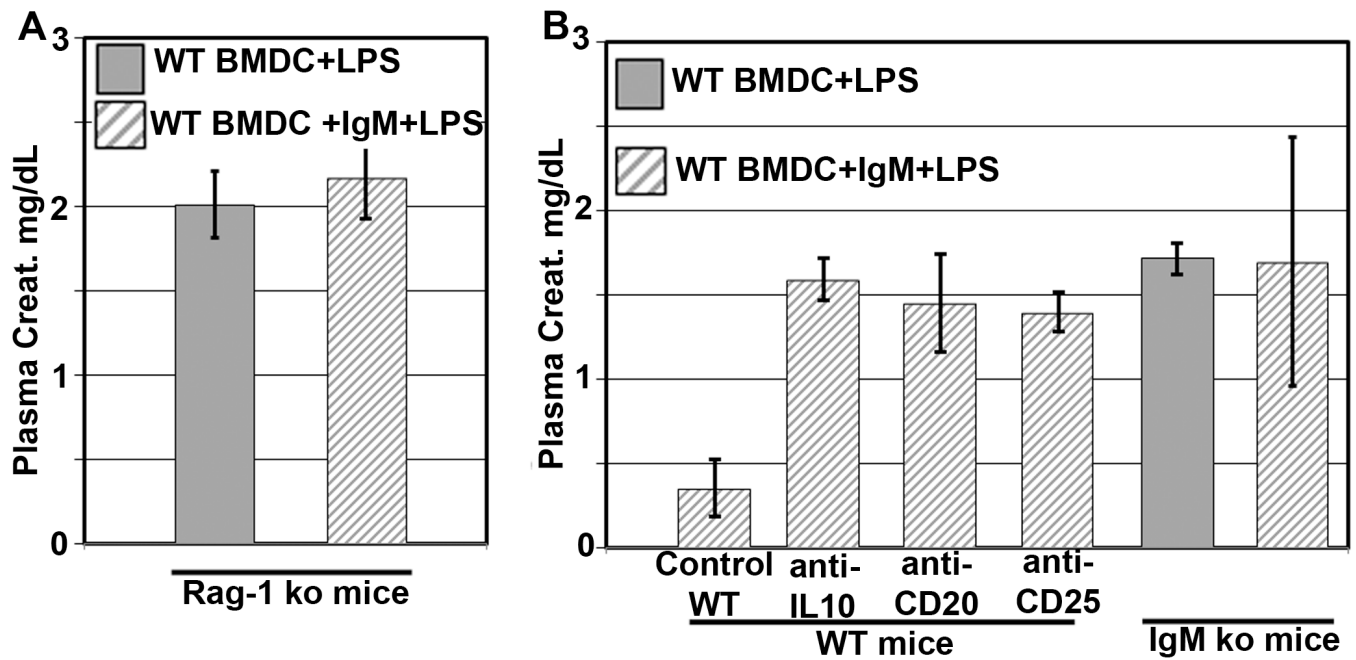 A
3
WT BMDC+LPS
WT BMDC +IgM+LPS
2
1
0
Plasma Creat. mg/dL
Rag-1 ko mice
B
3
WT BMDC+LPS
WT BMDC+IgM+LPS
2
1
0
Plasma Creat. mg/dL
Control
WT
anti-
IL10
anti-
CD20
anti-
CD25
WT mice
IgM ko mice